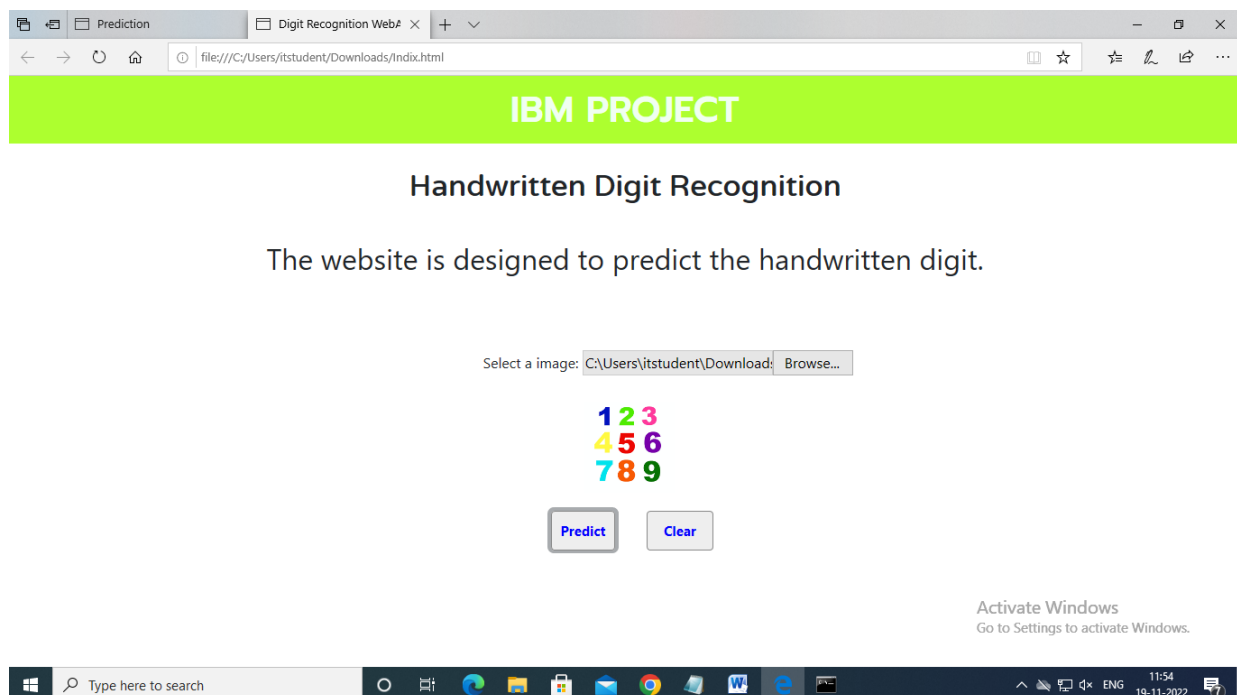 Prediction
Digit Recognition WebA
file:///C:/Users/itstudent/Downloads/Indix.html
IBM PROJECT
Handwritten Digit Recognition
The website is designed to predict the handwritten digit.
Select a image: C:\Users\itstudent\Downloads Browse...
1 2 3
4 5 6
7 8 9
Predict Clear
Activate Windows
Go to Settings to activate Windows.
Type here to search
ENG 11:54
19-11-2022
7